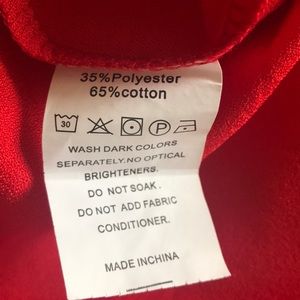 35%Polyester
65%cotton
30 P
WASH DARK COLORS
SEPARATELY.NO OPTICAL
BRIGHTENERS.
DO NOT SOAK.
DO NOT ADD FABRIC
CONDITIONER.
MADE INCHINA